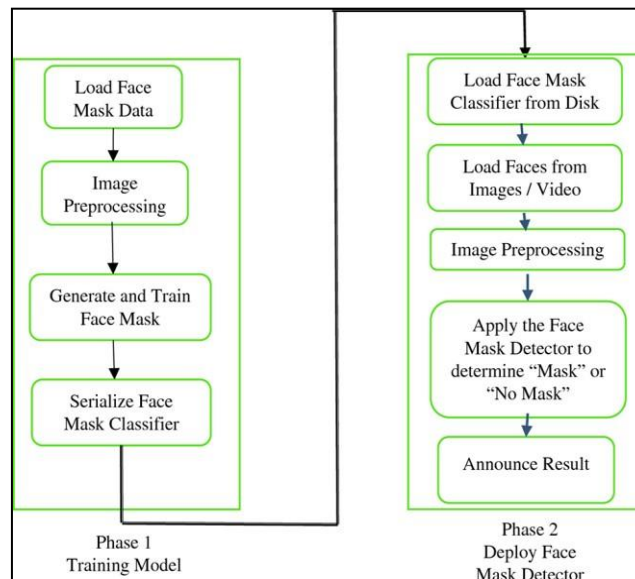 Load Face
Mask Data
Image
Preprocessing
Generate and Train
Face Mask
Serialize Face
Mask Classifier
Phase 1
Training Model
Load Face Mask
Classifier from Disk
Load Faces from
Images / Video
Image Preprocessing
Apply the Face
Mask Detector to
determine “Mask” or
“No Mask”
Announce Result
Phase 2
Deploy Face
Mask Detector